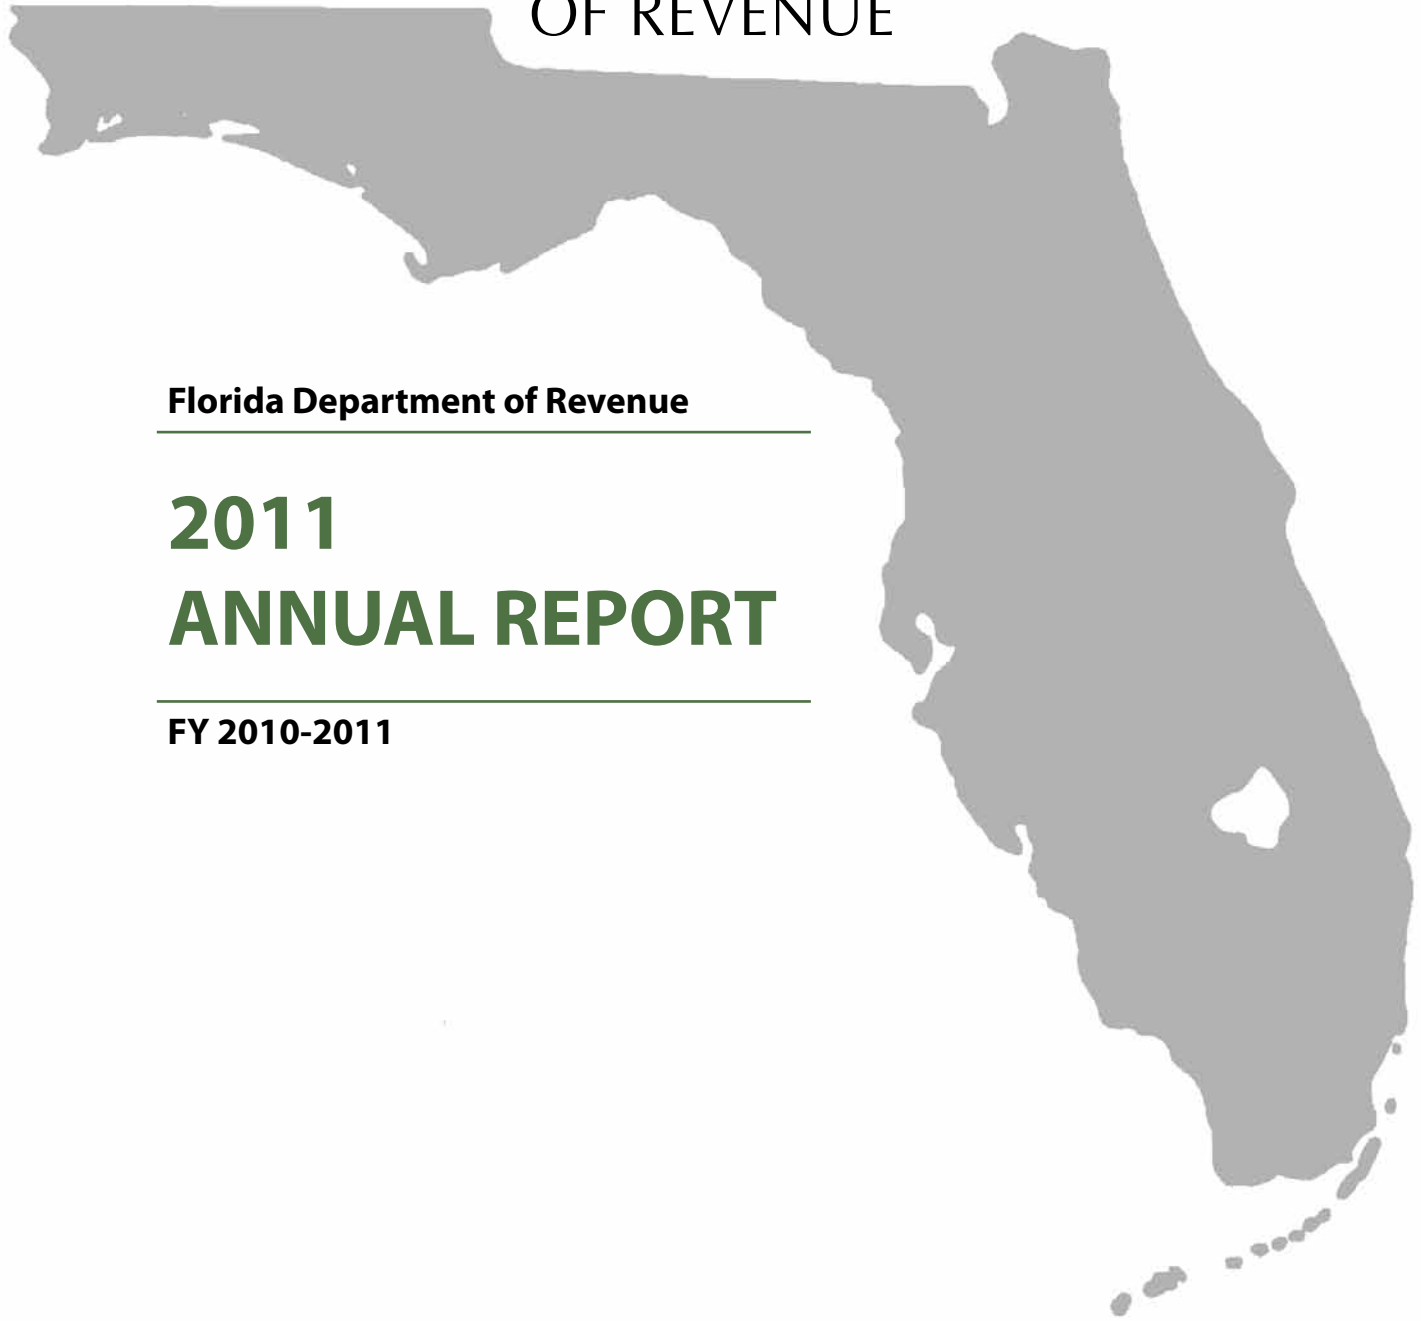 OF REVENUE
Florida Department of Revenue
2011
ANNUAL REPORT
FY 2010-2011